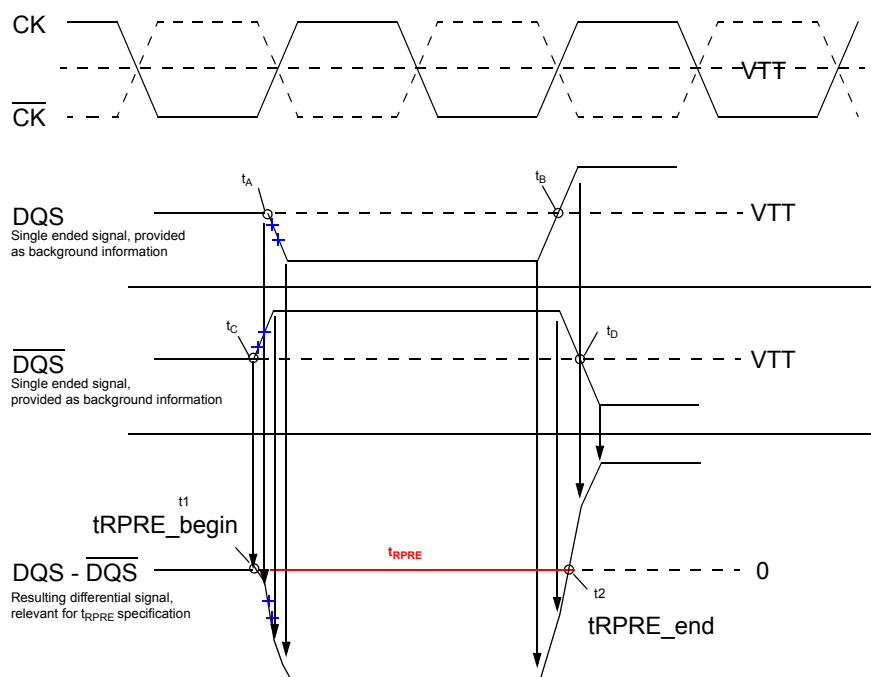 CK
VTT
CK
tA
tB
DQS
VTT
Single ended signal, provided
as background information
tC
tD
DQS
VTT
Single ended signal,
provided as background information
t1
tRPRE_begin
tRPRE
DQS - DQS
0
Resulting differential signal,
relevant for tRPRE specification
t2
tRPRE_end